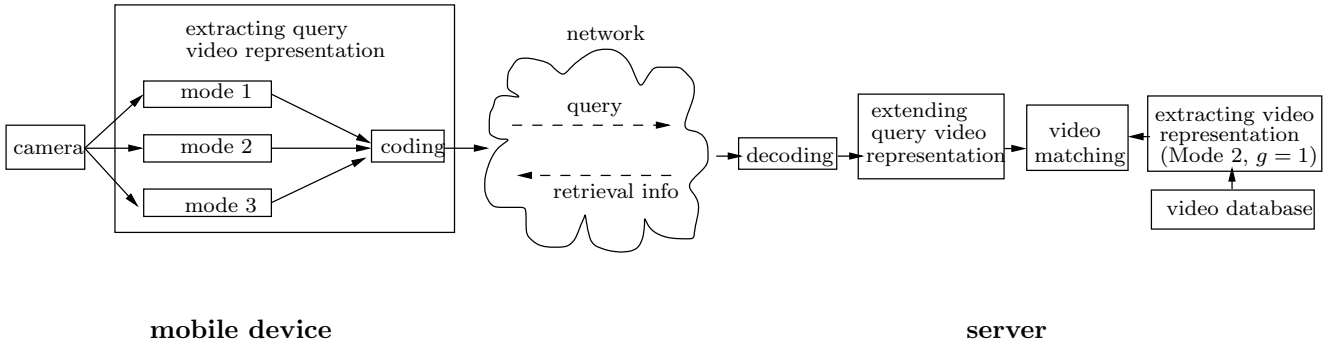 extracting query
video representation
mode 1
camera
mode 2
coding
mode 3
network
query
retrieval info
decoding
extending
query video
representation
video
matching
extracting video
representation
(Mode 2, g = 1)
video database
mobile device
server